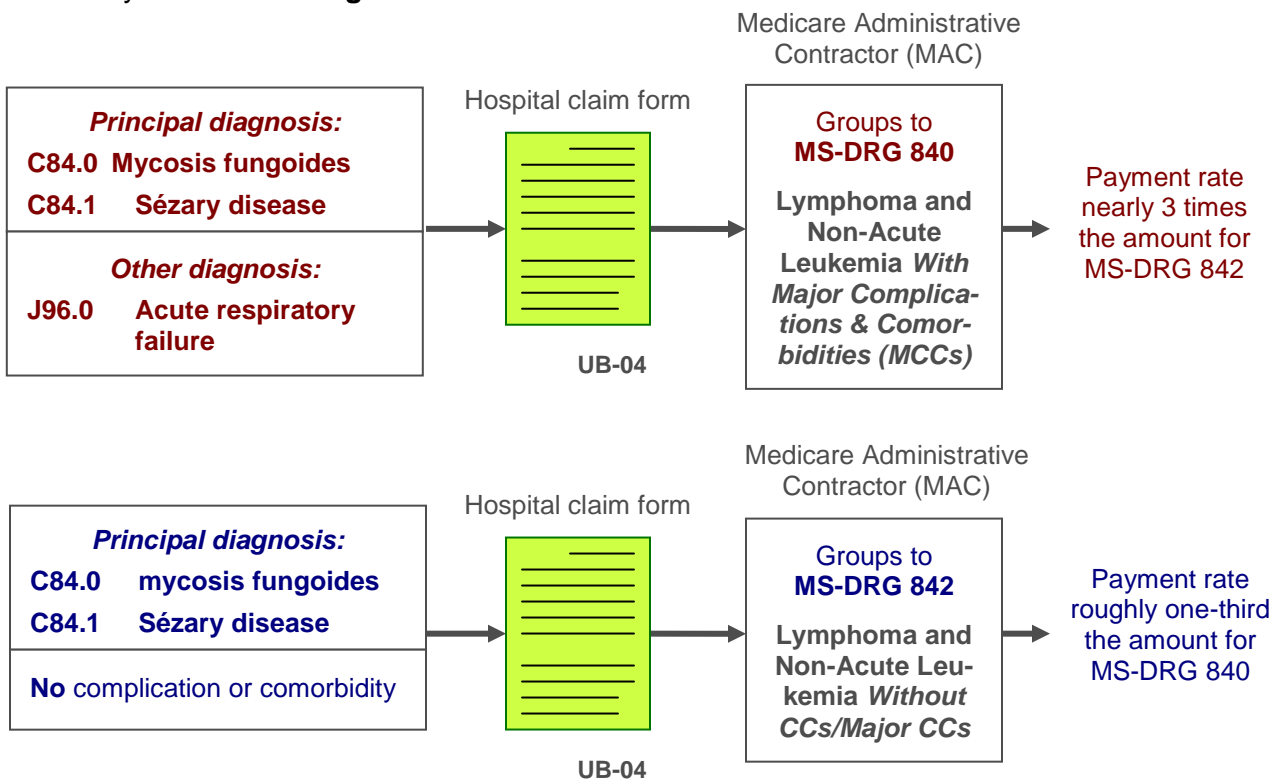 Medicare Administrative
Contractor (MAC)
Hospital claim form
Principal diagnosis:
C84.0 Mycosis fungoides
C84.1 Sézary disease
Other diagnosis:
J96.0 Acute respiratory
failure
UB-04
Groups to
MS-DRG 840
Lymphoma and
Non-Acute
Leukemia With
Major Complica-
tions & Comor-
bidities (MCCs)
Payment rate
nearly 3 times
the amount for
MS-DRG 842
Medicare Administrative
Contractor (MAC)
Hospital claim form
Principal diagnosis:
C84.0 mycosis fungoides
C84.1 Sézary disease
No complication or comorbidity
UB-04
Groups to
MS-DRG 842
Lymphoma and
Non-Acute Leu-
kemia Without
CCs/Major CCs
Payment rate
roughly one-third
the amount for
MS-DRG 840